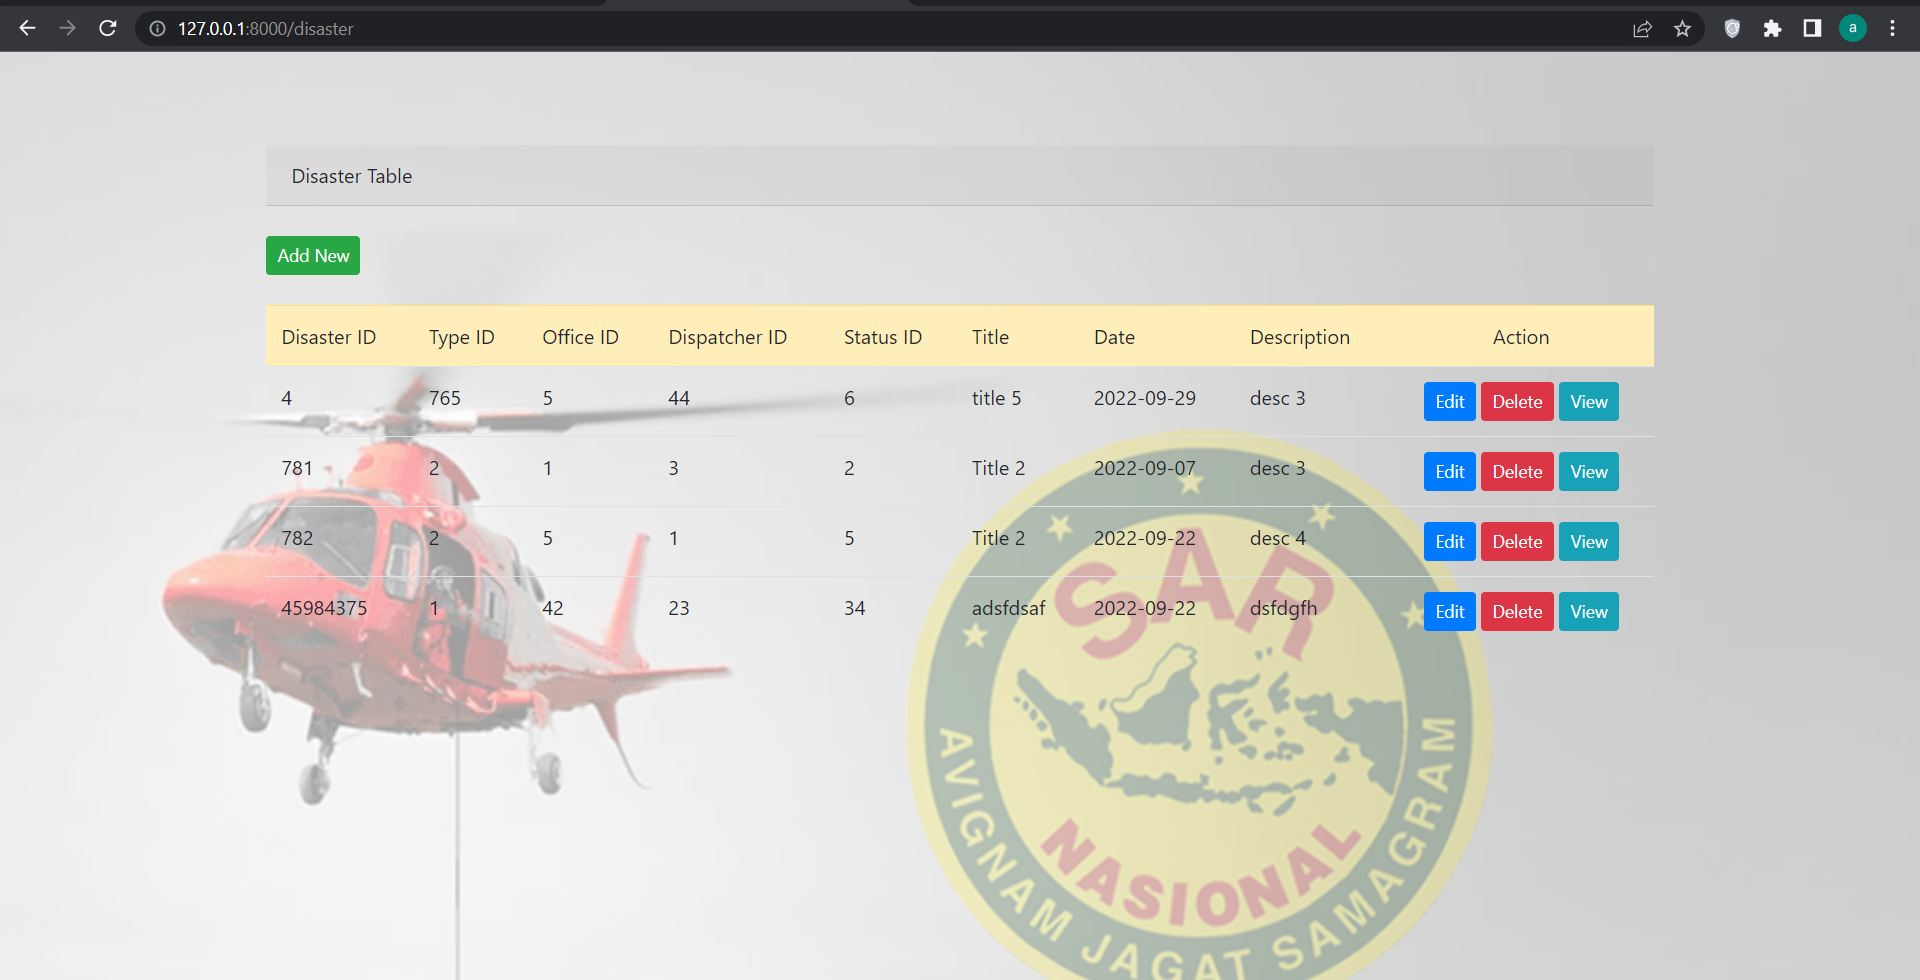 127.0.0.1:8000/disaster
a
Disaster Table
Add New
Disaster ID Type ID Office ID Dispatcher ID Status ID Title Date Description Action
4 765 5 44 6 title 5 2022-09-29 desc 3 Edit Delete View
781 2 1 3 2 Title 2 2022-09-07 desc 3 Edit Delete View
782 2 5 1 5 Title 2 2022-09-22 desc 4 Edit Delete View
45984375 1 42 23 34 adsfdsaf 2022-09-22 dsfdgfh Edit Delete View
SAR
NASIONAL
AVIGNAM JAGAT SAMAGRAM